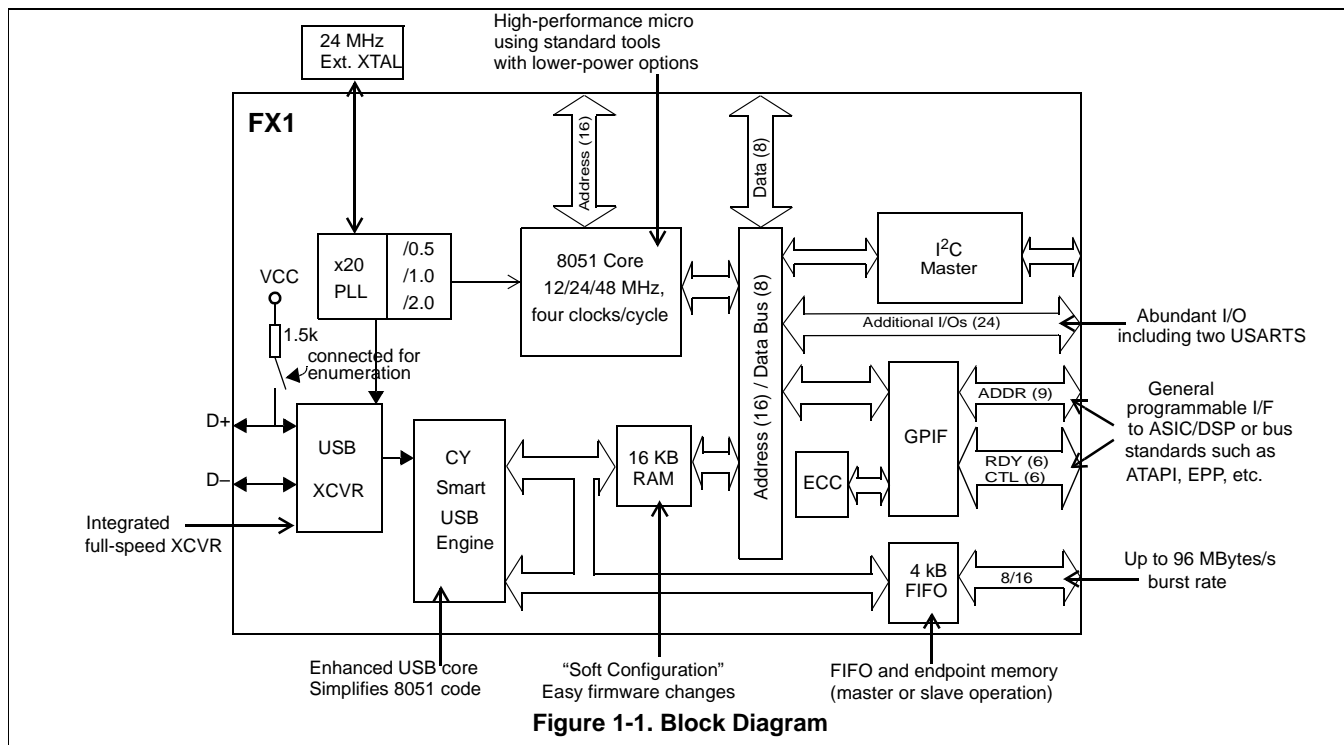 High-performance micro
using standard tools
with lower-power options
24 MHz
Ext. XTAL
FX1
Address (16)
Data (8)
x20
PLL
/0.5
/1.0
/2.0
8051 Core
12/24/48 MHz,
four clocks/cycle
I2C
Master
VCC
1.5k
connected for
enumeration
Address (16) / Data Bus (8)
Additional I/Os (24)
Abundant I/O
including two USARTS
D+
D–
USB
XCVR
CY
Smart
USB
Engine
16 KB
RAM
ECC
GPIF
ADDR (9)
RDY (6)
CTL (6)
General
programmable I/F
to ASIC/DSP or bus
standards such as
ATAPI, EPP, etc.
Integrated
full-speed XCVR
4 kB
FIFO
8/16
Up to 96 MBytes/s
burst rate
Enhanced USB core
Simplifies 8051 code
“Soft Configuration”
Easy firmware changes
FIFO and endpoint memory
(master or slave operation)
Figure 1-1. Block Diagram